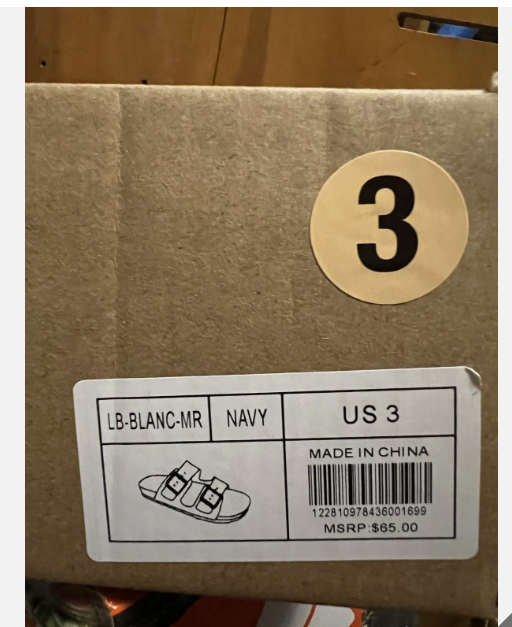 3
LB-BLANC-MR NAVY US 3
MADE IN CHINA
122810978436001699
MSRP:$65.00